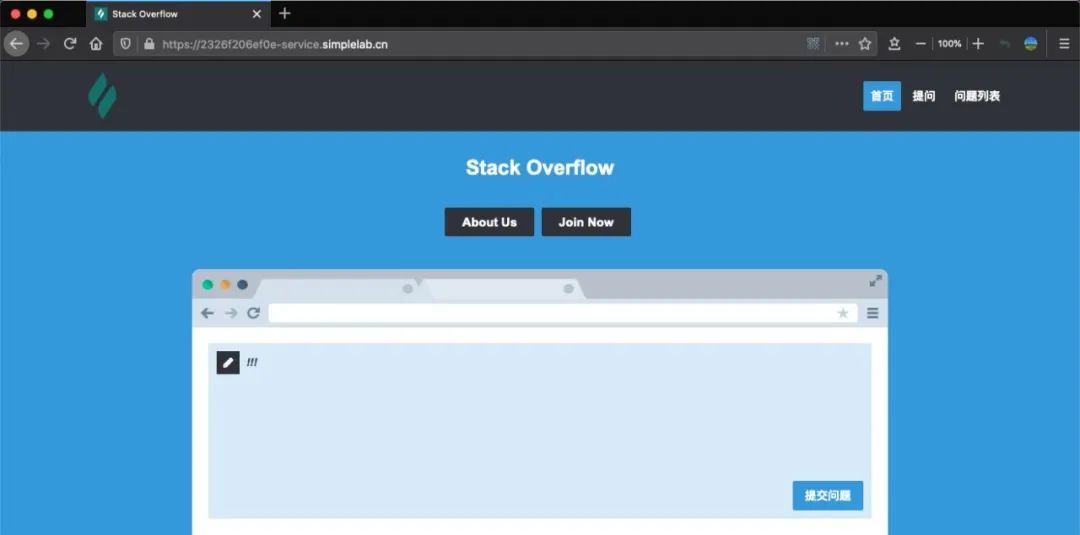 Stack Overflow
https://2326f206ef0e-service.simplelab.cn
100%
首页 提问 问题列表
Stack Overflow
About Us Join Now
!!!
提交问题